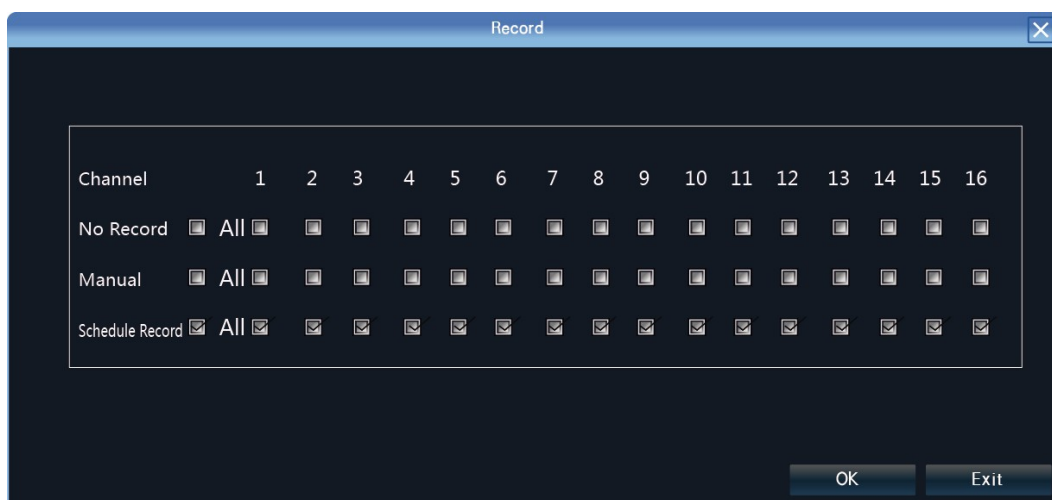 Record
Channel 1 2 3 4 5 6 7 8 9 10 11 12 13 14 15 16
No Record All
Manual All
Schedule Record All
OK Exit